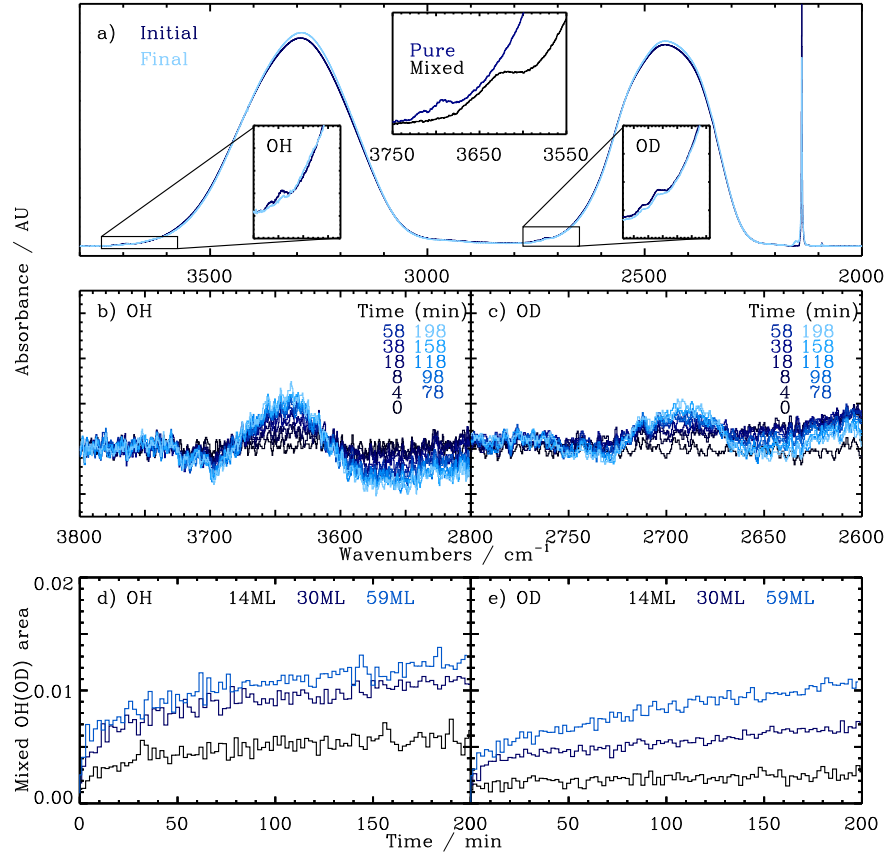 a) Initial
Final
Pure
Mixed
3750 3650 3550
OH
OD
3500 3000 2500 2000
Absorbance / AU
b) OH Time (min)
58 198
38 158
18 118
8 98
4 78
0
c) OD Time (min)
58 198
38 158
18 118
8 98
4 78
0
3800 3700 3600 2800 2750 2700 2650 2600
Wavenumbers / cm⁻¹
Mixed OH(OD) area
0.02
0.01
0.00
d) OH 14ML 30ML 59ML
e) OD 14ML 30ML 59ML
0 50 100 150 200 50 100 150 200
Time / min